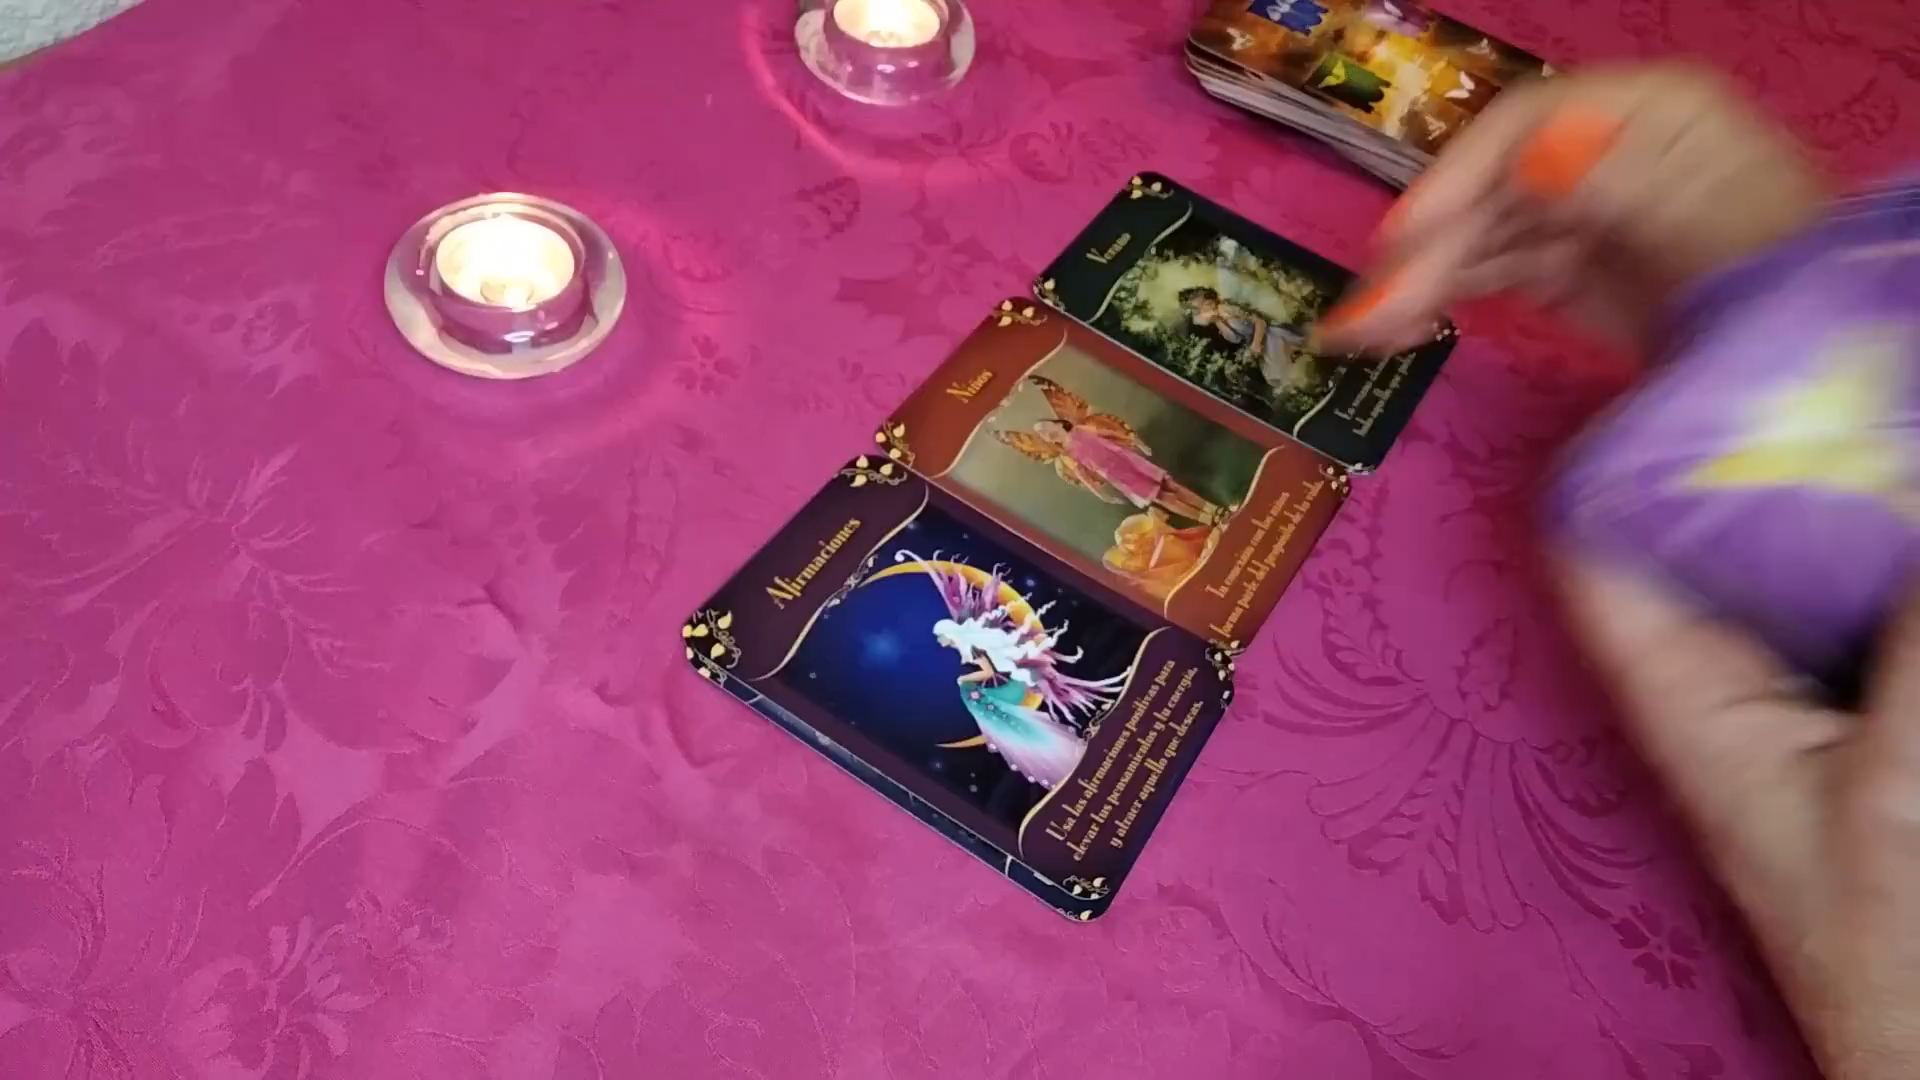 Verano
Niños
Tu conexión con los niños
forma parte del propósito de tu vida.
Afirmaciones
Usa las afirmaciones positivas para
elevar tus pensamientos y tu energía,
y atraer aquello que deseas.